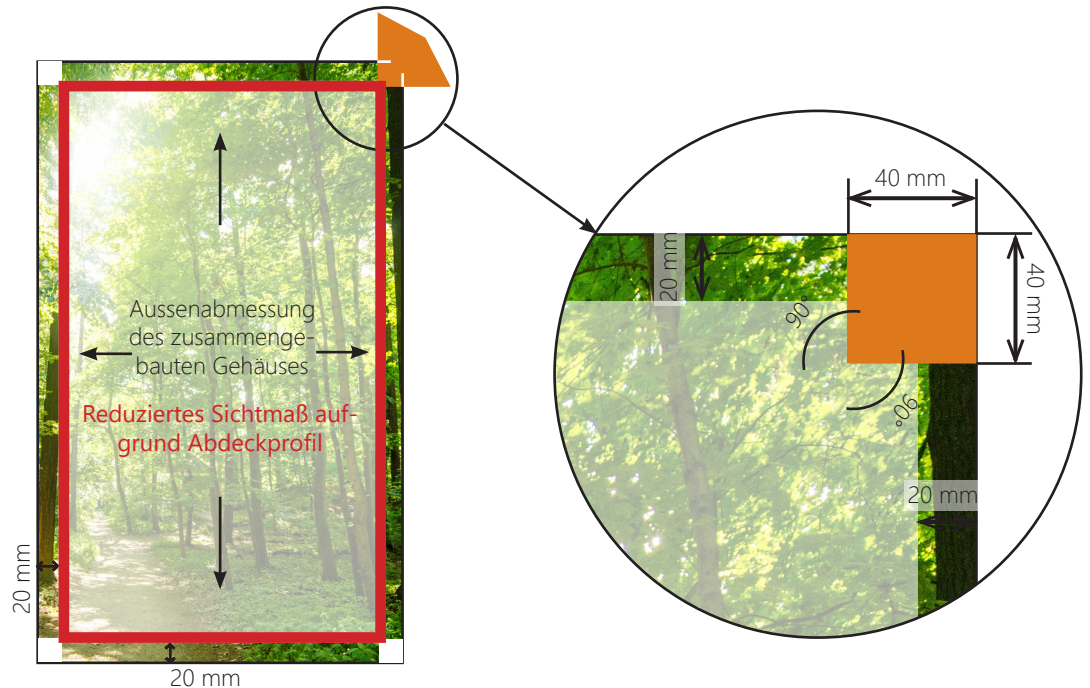 Aussenabmessung
des zusammenge-
bauten Gehäuses
Reduziertes Sichtmaß auf-
grund Abdeckprofil
20 mm
20 mm
40 mm
40 mm
20 mm
90°
90°
20 mm